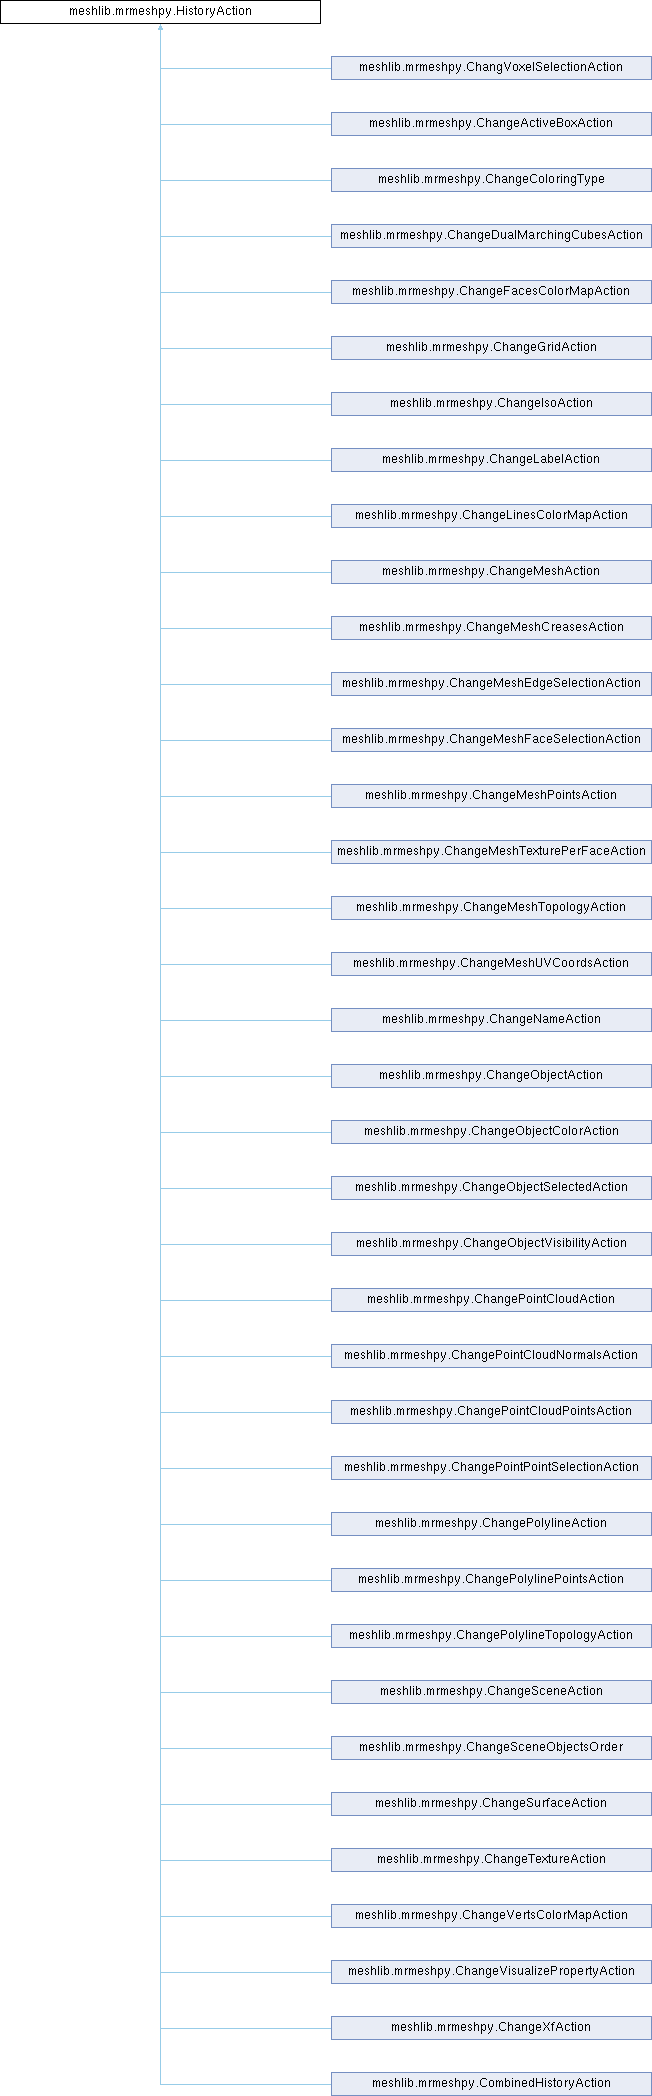 meshlib.mrmeshpy.HistoryAction
meshlib.mrmeshpy.ChangVoxelSelectionAction
meshlib.mrmeshpy.ChangeActiveBoxAction
meshlib.mrmeshpy.ChangeColoringType
meshlib.mrmeshpy.ChangeDualMarchingCubesAction
meshlib.mrmeshpy.ChangeFacesColorMapAction
meshlib.mrmeshpy.ChangeGridAction
meshlib.mrmeshpy.ChangeIsoAction
meshlib.mrmeshpy.ChangeLabelAction
meshlib.mrmeshpy.ChangeLinesColorMapAction
meshlib.mrmeshpy.ChangeMeshAction
meshlib.mrmeshpy.ChangeMeshCreasesAction
meshlib.mrmeshpy.ChangeMeshEdgeSelectionAction
meshlib.mrmeshpy.ChangeMeshFaceSelectionAction
meshlib.mrmeshpy.ChangeMeshPointsAction
meshlib.mrmeshpy.ChangeMeshTexturePerFaceAction
meshlib.mrmeshpy.ChangeMeshTopologyAction
meshlib.mrmeshpy.ChangeMeshUVCoordsAction
meshlib.mrmeshpy.ChangeNameAction
meshlib.mrmeshpy.ChangeObjectAction
meshlib.mrmeshpy.ChangeObjectColorAction
meshlib.mrmeshpy.ChangeObjectSelectedAction
meshlib.mrmeshpy.ChangeObjectVisibilityAction
meshlib.mrmeshpy.ChangePointCloudAction
meshlib.mrmeshpy.ChangePointCloudNormalsAction
meshlib.mrmeshpy.ChangePointCloudPointsAction
meshlib.mrmeshpy.ChangePointPointSelectionAction
meshlib.mrmeshpy.ChangePolylineAction
meshlib.mrmeshpy.ChangePolylinePointsAction
meshlib.mrmeshpy.ChangePolylineTopologyAction
meshlib.mrmeshpy.ChangeSceneAction
meshlib.mrmeshpy.ChangeSceneObjectsOrder
meshlib.mrmeshpy.ChangeSurfaceAction
meshlib.mrmeshpy.ChangeTextureAction
meshlib.mrmeshpy.ChangeVertsColorMapAction
meshlib.mrmeshpy.ChangeVisualizePropertyAction
meshlib.mrmeshpy.ChangeXfAction
meshlib.mrmeshpy.CombinedHistoryAction